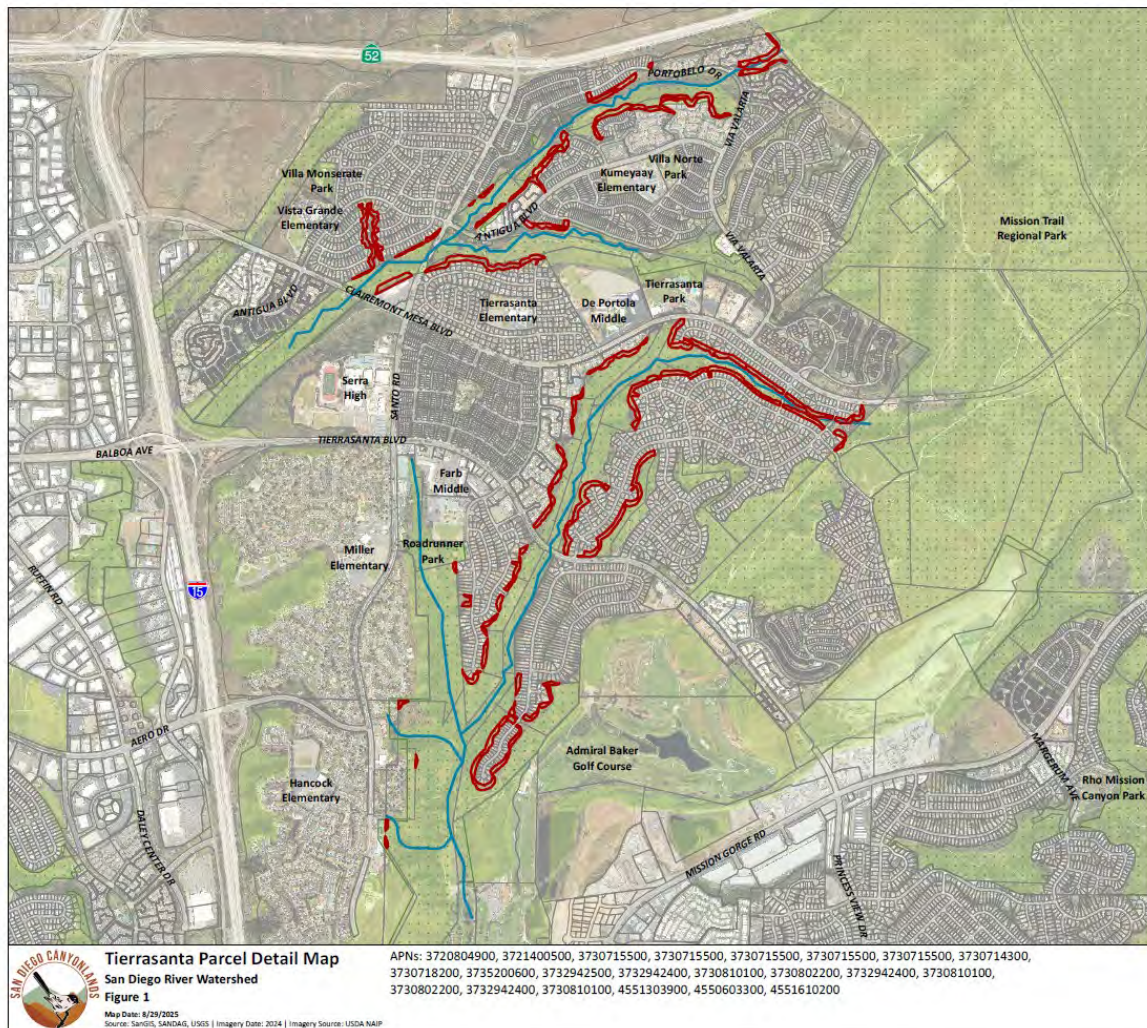 52
PORTOBELO DR
VIA VALARTA
Villa Monserate
Park
Kumeyaay
Elementary
Villa Norte
Park
Vista Grande
Elementary
Mission Trail
Regional Park
ANTIGUA BLVD
VIA VALARTA
ANTIGUA BLVD
CLAIREMONT MESA BLVD
Tierrasanta
Elementary
De Portola
Middle
Tierrasanta
Park
Serra
High
SANTO RD
BALBOA AVE
TIERRASANTA BLVD
Farb
Middle
RUFFIN RD
15
Miller
Elementary
Roadrunner
Park
AERO DR
DALEY CENTER DR
Hancock
Elementary
Admiral Baker
Golf Course
MARGERUM AVE
Rho Mission
Canyon Park
MISSION GORGE RD
PRINCESS VIEW DR
SAN DIEGO CANYONLANDS
Tierrasanta Parcel Detail Map
San Diego River Watershed
Figure 1
Map Date: 8/29/2025
Source: SanGIS, SANDAG, USGS | Imagery Date: 2024 | Imagery Source: USDA NAIP
APNs: 3720804900, 3721400500, 3730715500, 3730715500, 3730715500, 3730715500, 3730715500, 3730714300,
3730718200, 3735200600, 3732942500, 3732942400, 3730810100, 3730802200, 3732942400, 3730810100,
3730802200, 3732942400, 3730810100, 4551303900, 4550603300, 4551610200